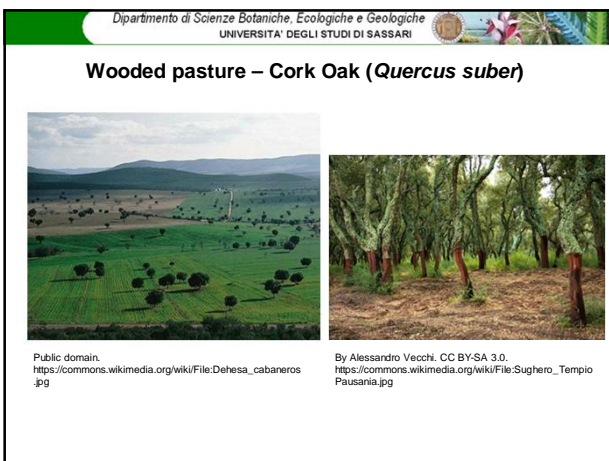 Dipartimento di Scienze Botaniche, Ecologiche e Geologiche
UNIVERSITA' DEGLI STUDI DI SASSARI
Wooded pasture – Cork Oak (Quercus suber)
Public domain.
https://commons.wikimedia.org/wiki/File:Dehesa_cabaneros
.jpg
By Alessandro Vecchi. CC BY-SA 3.0.
https://commons.wikimedia.org/wiki/File:Sughero_Tempio
Pausania.jpg